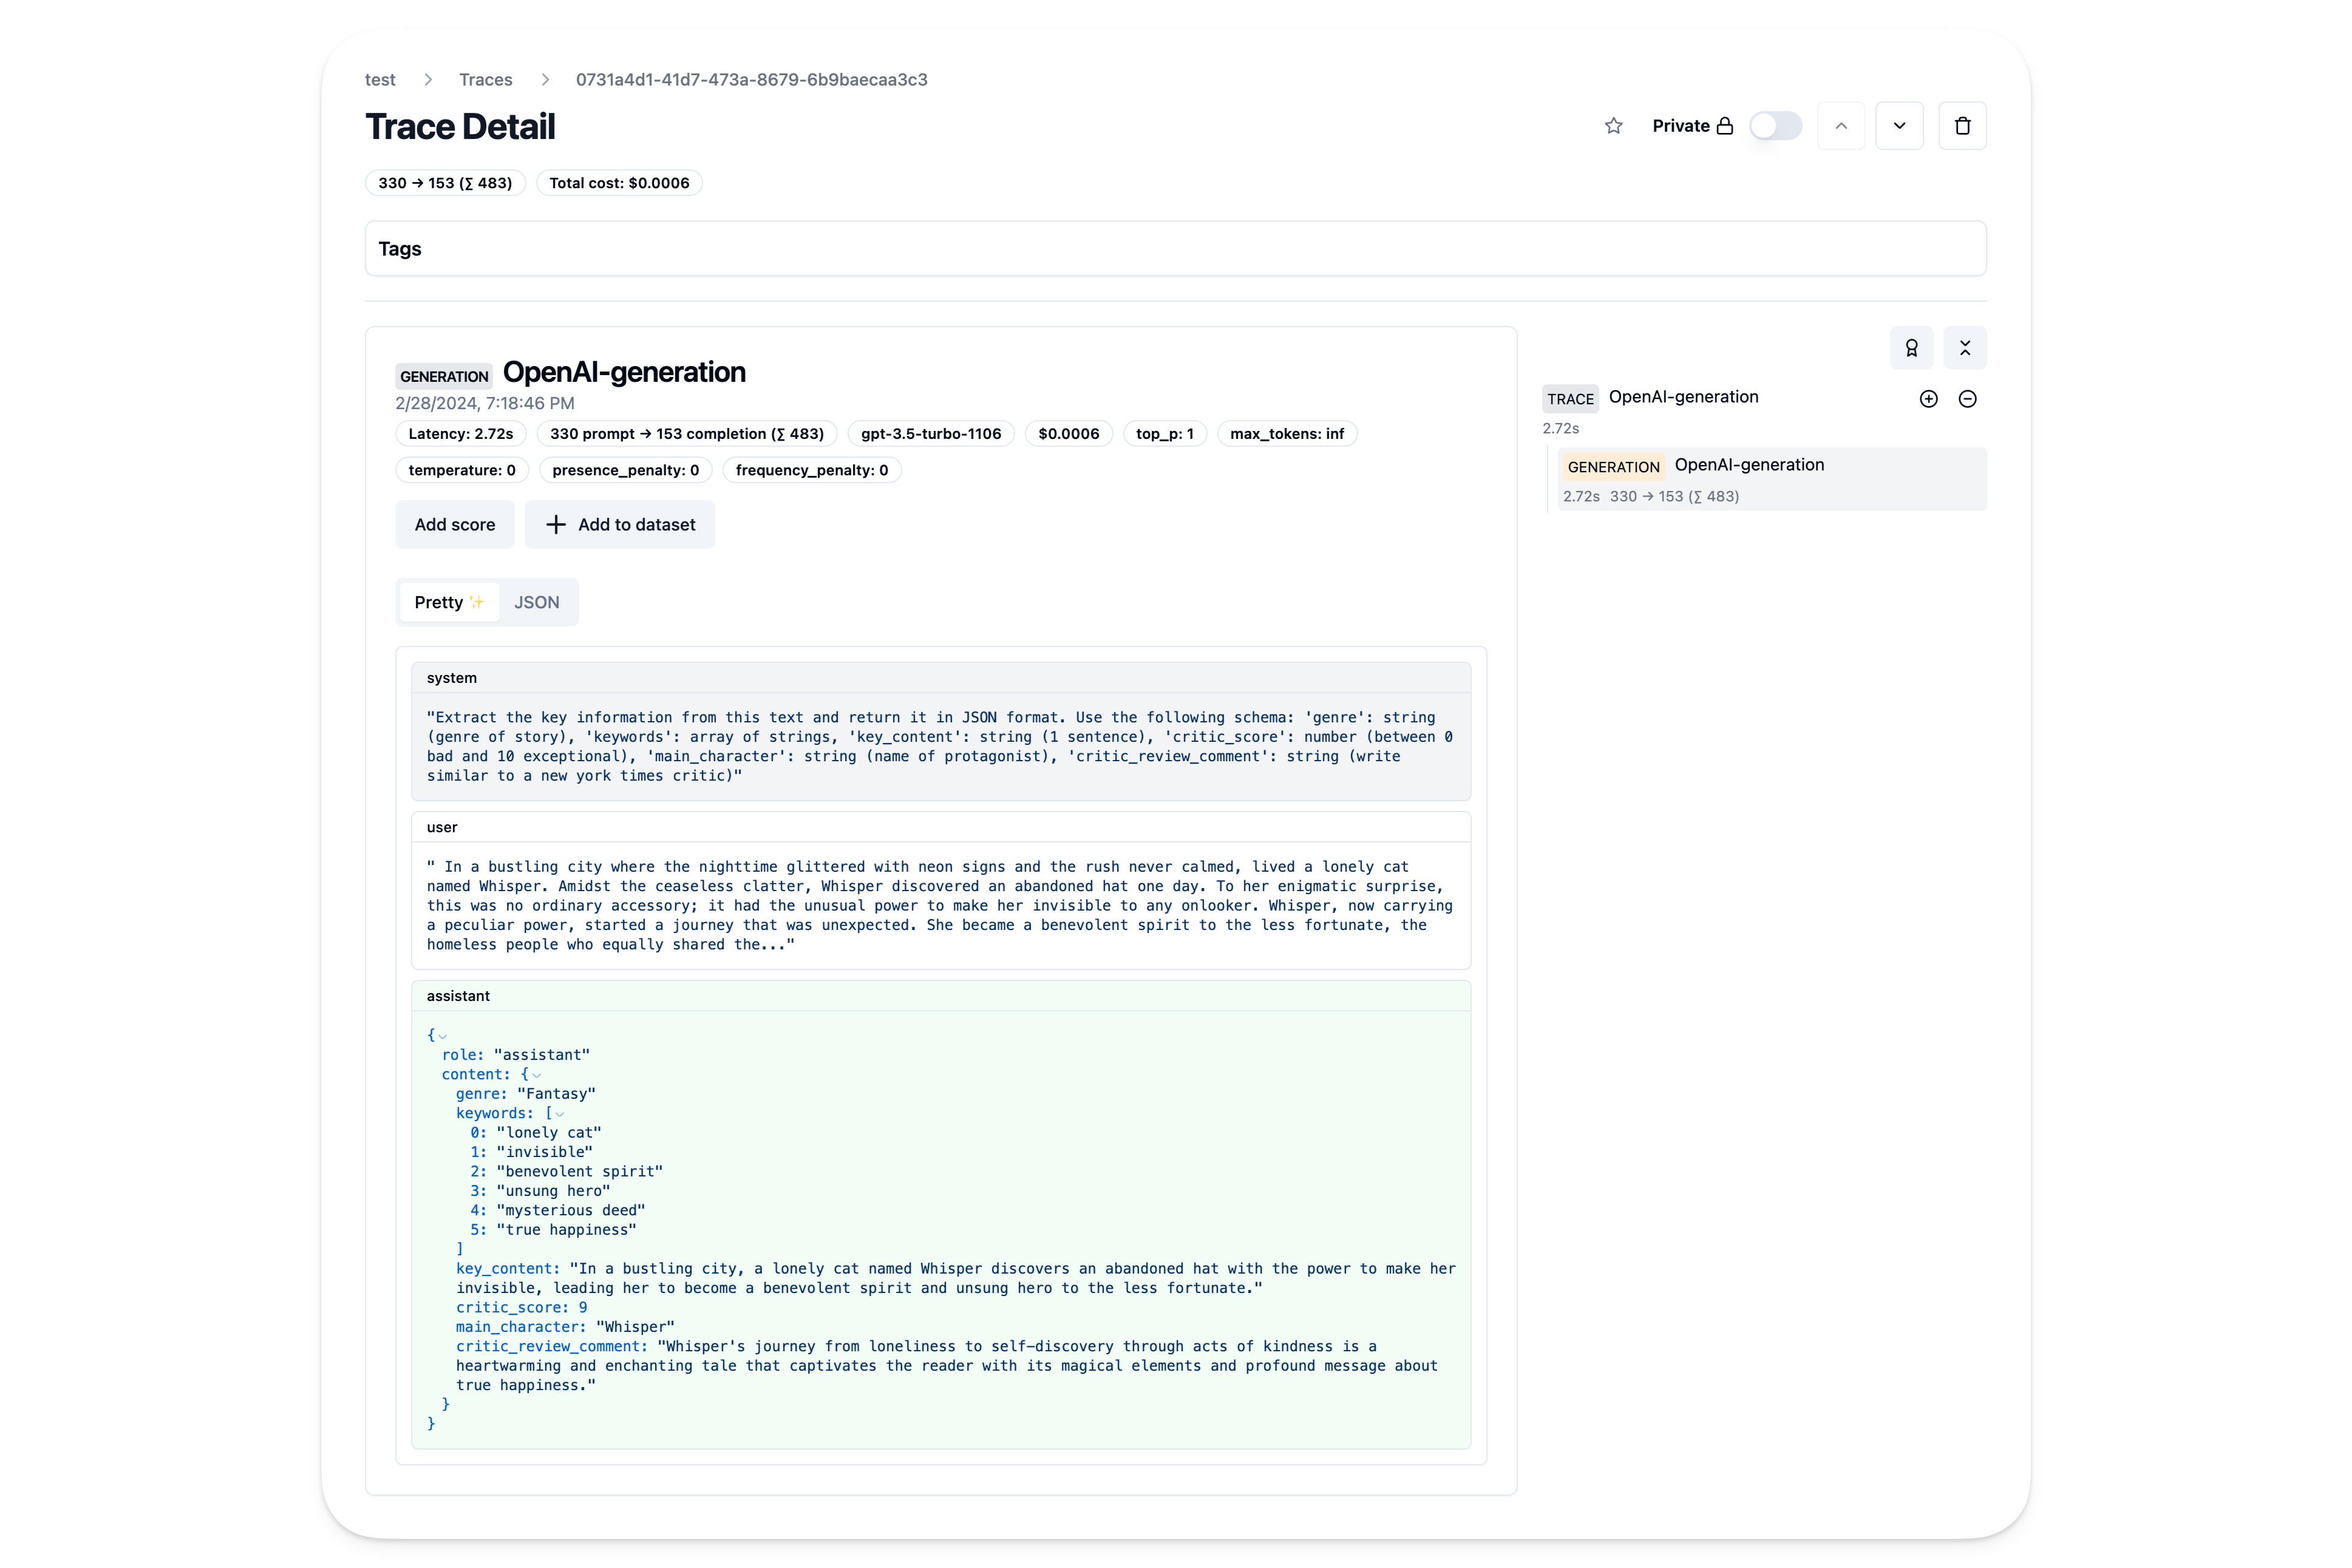 test > Traces > 0731a4d1-41d7-473a-8679-6b9baecaa3c3
Trace Detail
Private
330 → 153 (∑ 483)
Total cost: $0.0006
Tags
GENERATION OpenAI-generation
2/28/2024, 7:18:46 PM
Latency: 2.72s
330 prompt → 153 completion (∑ 483)
gpt-3.5-turbo-1106
$0.0006
top_p: 1
max_tokens: inf
temperature: 0
presence_penalty: 0
frequency_penalty: 0
Add score
+ Add to dataset
Pretty ✨
JSON
system
"Extract the key information from this text and return it in JSON format. Use the following schema: 'genre': string
(genre of story), 'keywords': array of strings, 'key_content': string (1 sentence), 'critic_score': number (between 0
bad and 10 exceptional), 'main_character': string (name of protagonist), 'critic_review_comment': string (write
similar to a new york times critic)"
user
" In a bustling city where the nighttime glittered with neon signs and the rush never calmed, lived a lonely cat
named Whisper. Amidst the ceaseless clatter, Whisper discovered an abandoned hat one day. To her enigmatic surprise,
this was no ordinary accessory; it had the unusual power to make her invisible to any onlooker. Whisper, now carrying
a peculiar power, started a journey that was unexpected. She became a benevolent spirit to the less fortunate, the
homeless people who equally shared the..."
assistant
{
role: "assistant"
content: {
genre: "Fantasy"
keywords: [
0: "lonely cat"
1: "invisible"
2: "benevolent spirit"
3: "unsung hero"
4: "mysterious deed"
5: "true happiness"
]
key_content: "In a bustling city, a lonely cat named Whisper discovers an abandoned hat with the power to make her
invisible, leading her to become a benevolent spirit and unsung hero to the less fortunate."
critic_score: 9
main_character: "Whisper"
critic_review_comment: "Whisper's journey from loneliness to self-discovery through acts of kindness is a
heartwarming and enchanting tale that captivates the reader with its magical elements and profound message about
true happiness."
}
}
TRACE OpenAI-generation
2.72s
GENERATION OpenAI-generation
2.72s 330 → 153 (∑ 483)